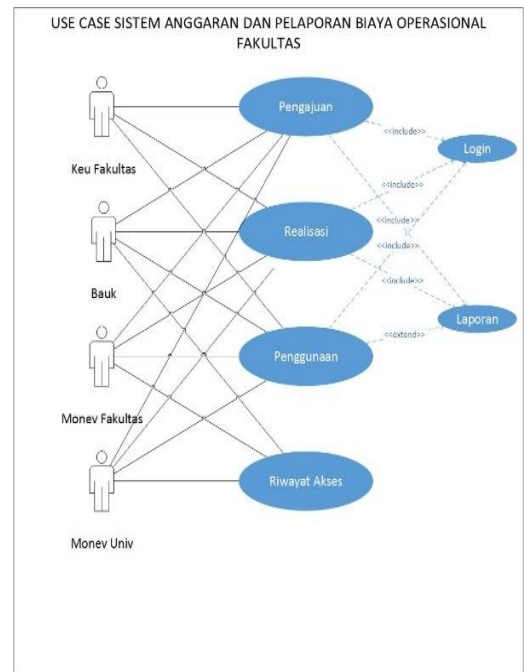 USE CASE SISTEM ANGGARAN DAN PELAPORAN BIAYA OPERASIONAL
FAKULTAS
Pengajuan
<<include>>
Login
Keu Fakultas
<<include>>
<<include>>
Realisasi
<<include>>
<<include>>
Bauk
Laporan
<<extend>>
Penggunaan
Monev Fakultas
Riwayat Akses
Monev Univ